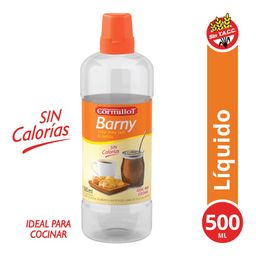 Sin T.A.C.C.
Cormillot
Barny
SIN
Calorías
SIN
Calorías
IDEAL PARA
COCINAR
Líquido
500
ML